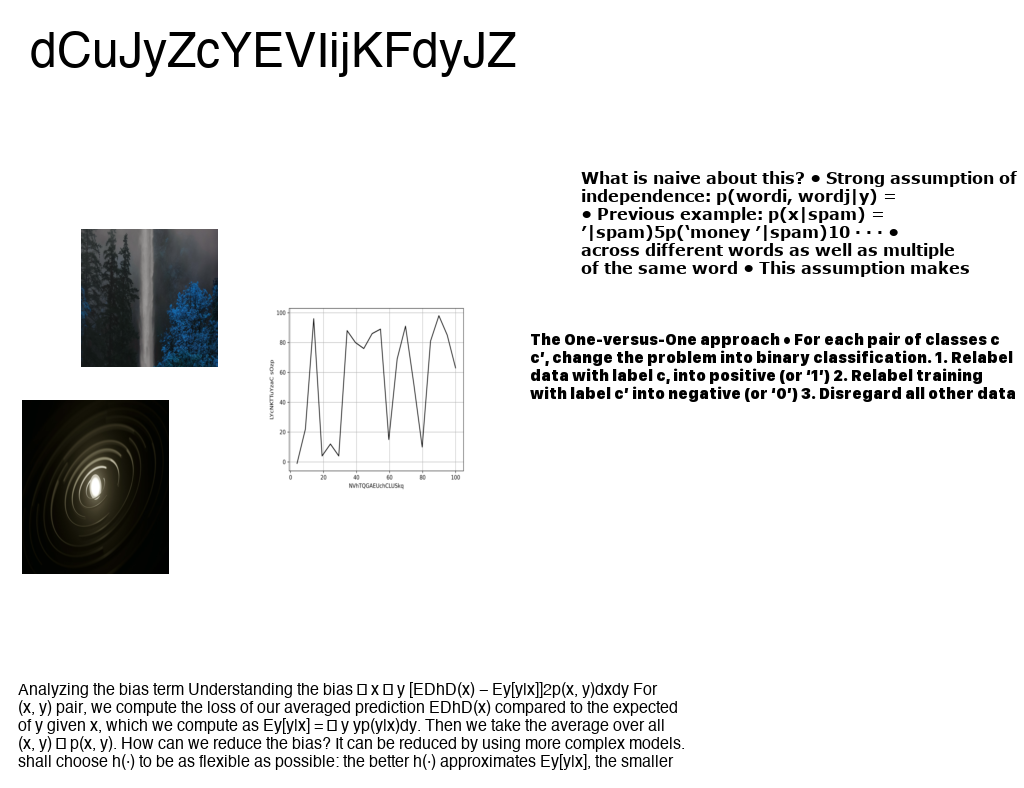 dCuJyZcYEVIijKFdyJZ
What is naive about this? • Strong assumption of
independence: p(wordi, wordj|y) =
• Previous example: p(x|spam) =
’|spam)5p(‘money ’|spam)10 · · · •
across different words as well as multiple
of the same word • This assumption makes
The One-versus-One approach • For each pair of classes c
c’, change the problem into binary classification. 1. Relabel
data with label c, into positive (or ‘1’) 2. Relabel training
with label c’ into negative (or ‘0’) 3. Disregard all other data
100
80
60
40
20
0
0 20 40 60 80 100
NVhTQGAEUchCLUSkq
Analyzing the bias term Understanding the bias □ x □ y [EDhD(x) – Ey[y|x]]2p(x, y)dxdy For
(x, y) pair, we compute the loss of our averaged prediction EDhD(x) compared to the expected
of y given x, which we compute as Ey[y|x] = □ y yp(y|x)dy. Then we take the average over all
(x, y) □ p(x, y). How can we reduce the bias? It can be reduced by using more complex models.
shall choose h(·) to be as flexible as possible: the better h(·) approximates Ey[y|x], the smaller